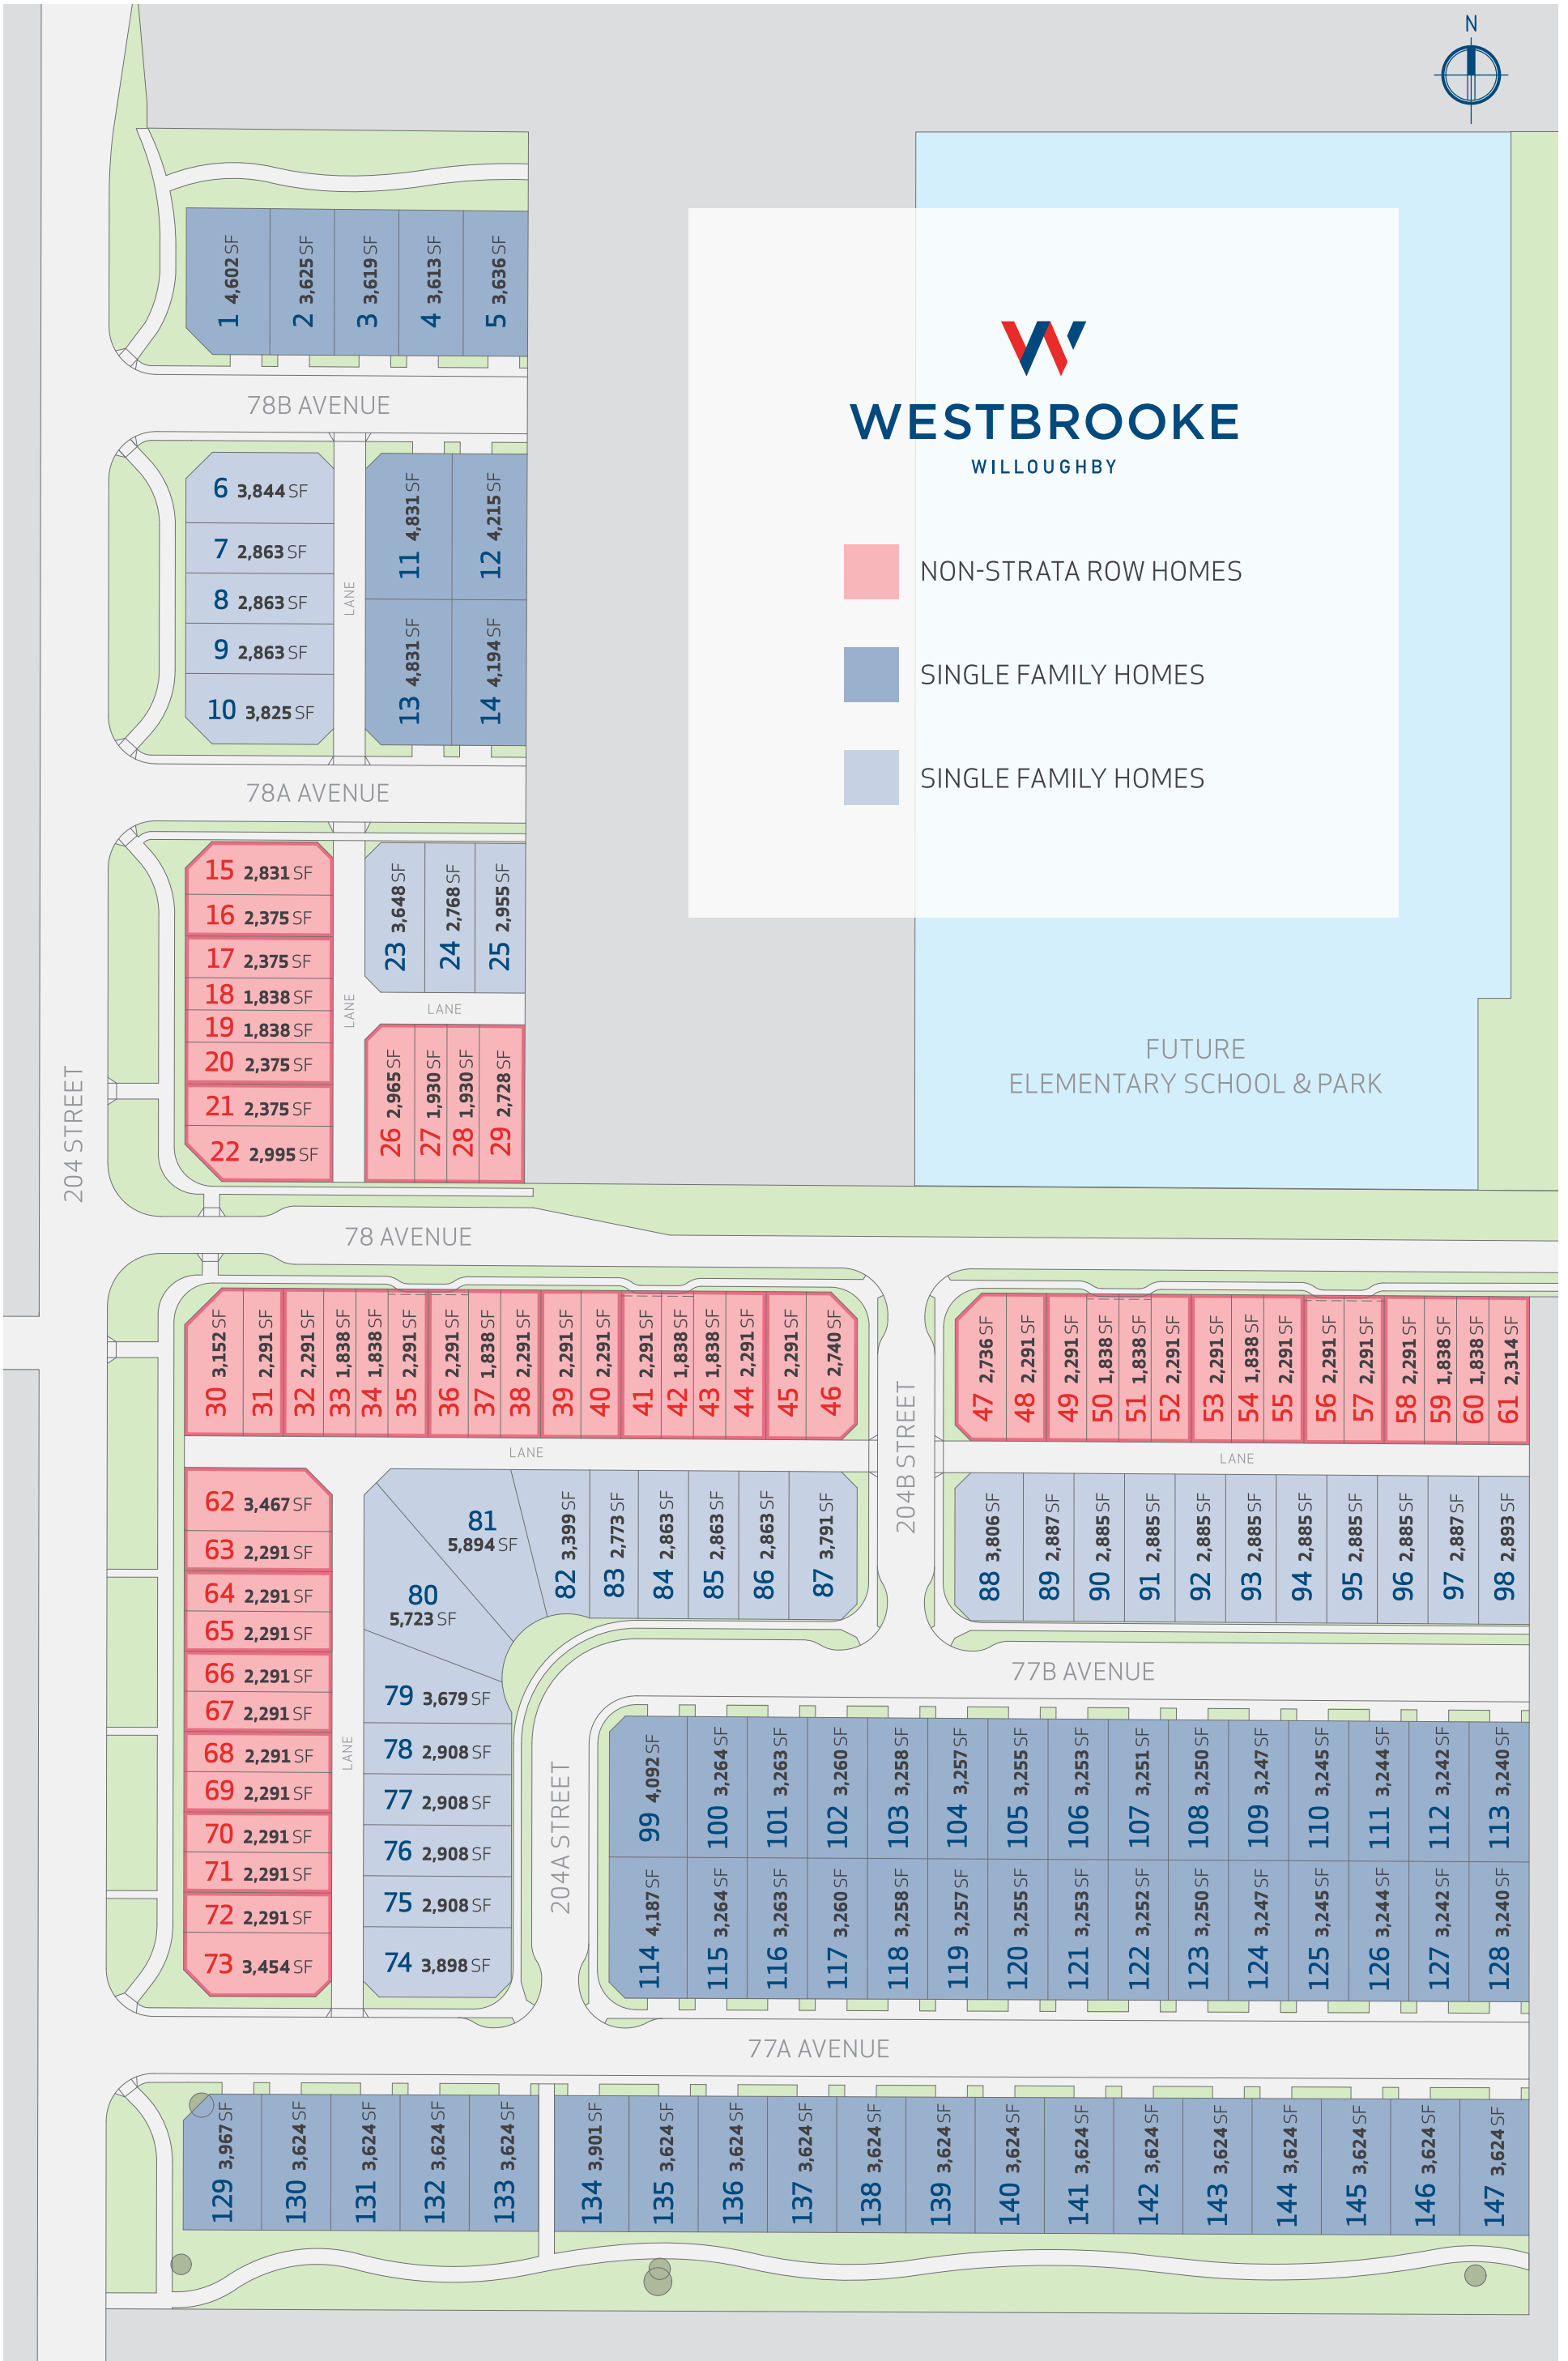 N
1 4,602 SF
2 3,625 SF
3 3,619 SF
4 3,613 SF
5 3,636 SF
78B AVENUE
WESTBROOKE
WILLOUGHBY
NON-STRATA ROW HOMES
SINGLE FAMILY HOMES
SINGLE FAMILY HOMES
6 3,844 SF
7 2,863 SF
8 2,863 SF
9 2,863 SF
10 3,825 SF
LANE
11 4,831 SF
12 4,215 SF
13 4,831 SF
14 4,194 SF
78A AVENUE
15 2,831 SF
16 2,375 SF
17 2,375 SF
18 1,838 SF
19 1,838 SF
20 2,375 SF
21 2,375 SF
22 2,995 SF
LANE
23 3,648 SF
24 2,768 SF
25 2,955 SF
LANE
26 2,965 SF
27 1,930 SF
28 1,930 SF
29 2,728 SF
FUTURE
ELEMENTARY SCHOOL & PARK
204 STREET
78 AVENUE
30 3,152 SF
31 2,291 SF
32 2,291 SF
33 1,838 SF
34 1,838 SF
35 2,291 SF
36 2,291 SF
37 1,838 SF
38 2,291 SF
39 2,291 SF
40 2,291 SF
41 2,291 SF
42 1,838 SF
43 1,838 SF
44 2,291 SF
45 2,291 SF
46 2,740 SF
204B STREET
47 2,736 SF
48 2,291 SF
49 2,291 SF
50 1,838 SF
51 1,838 SF
52 2,291 SF
53 2,291 SF
54 1,838 SF
55 2,291 SF
56 2,291 SF
57 2,291 SF
58 2,291 SF
59 1,838 SF
60 1,838 SF
61 2,314 SF
LANE
LANE
62 3,467 SF
63 2,291 SF
64 2,291 SF
65 2,291 SF
66 2,291 SF
67 2,291 SF
68 2,291 SF
69 2,291 SF
70 2,291 SF
71 2,291 SF
72 2,291 SF
73 3,454 SF
LANE
81
5,894 SF
80
5,723 SF
79 3,679 SF
78 2,908 SF
77 2,908 SF
76 2,908 SF
75 2,908 SF
74 3,898 SF
82 3,399 SF
83 2,773 SF
84 2,863 SF
85 2,863 SF
86 2,863 SF
87 3,791 SF
88 3,806 SF
89 2,887 SF
90 2,885 SF
91 2,885 SF
92 2,885 SF
93 2,885 SF
94 2,885 SF
95 2,885 SF
96 2,885 SF
97 2,887 SF
98 2,893 SF
77B AVENUE
204A STREET
99 4,092 SF
100 3,264 SF
101 3,263 SF
102 3,260 SF
103 3,258 SF
104 3,257 SF
105 3,255 SF
106 3,253 SF
107 3,251 SF
108 3,250 SF
109 3,247 SF
110 3,245 SF
111 3,244 SF
112 3,242 SF
113 3,240 SF
114 4,187 SF
115 3,264 SF
116 3,263 SF
117 3,260 SF
118 3,258 SF
119 3,257 SF
120 3,255 SF
121 3,253 SF
122 3,252 SF
123 3,250 SF
124 3,247 SF
125 3,245 SF
126 3,244 SF
127 3,242 SF
128 3,240 SF
77A AVENUE
129 3,967 SF
130 3,624 SF
131 3,624 SF
132 3,624 SF
133 3,624 SF
134 3,901 SF
135 3,624 SF
136 3,624 SF
137 3,624 SF
138 3,624 SF
139 3,624 SF
140 3,624 SF
141 3,624 SF
142 3,624 SF
143 3,624 SF
144 3,624 SF
145 3,624 SF
146 3,624 SF
147 3,624 SF